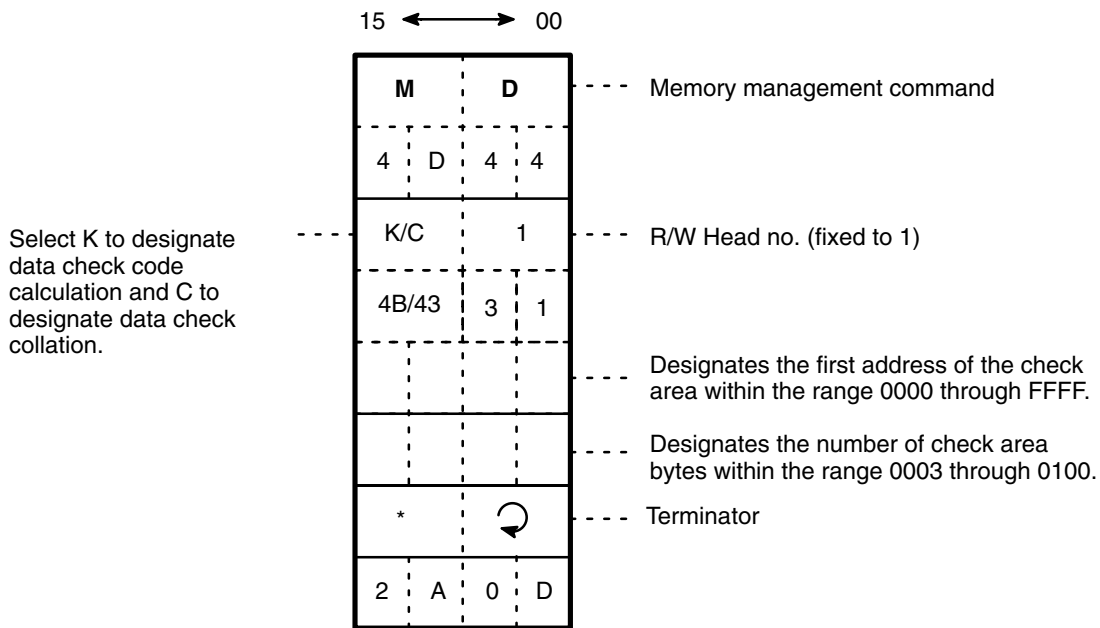 15 00
M D Memory management command
4 D 4 4
Select K to designate
data check code
calculation and C to
designate data check
collation.
K/C 1 R/W Head no. (fixed to 1)
4B/43 3 1
Designates the first address of the check
area within the range 0000 through FFFF.
Designates the number of check area
bytes within the range 0003 through 0100.
* Terminator
2 A 0 D